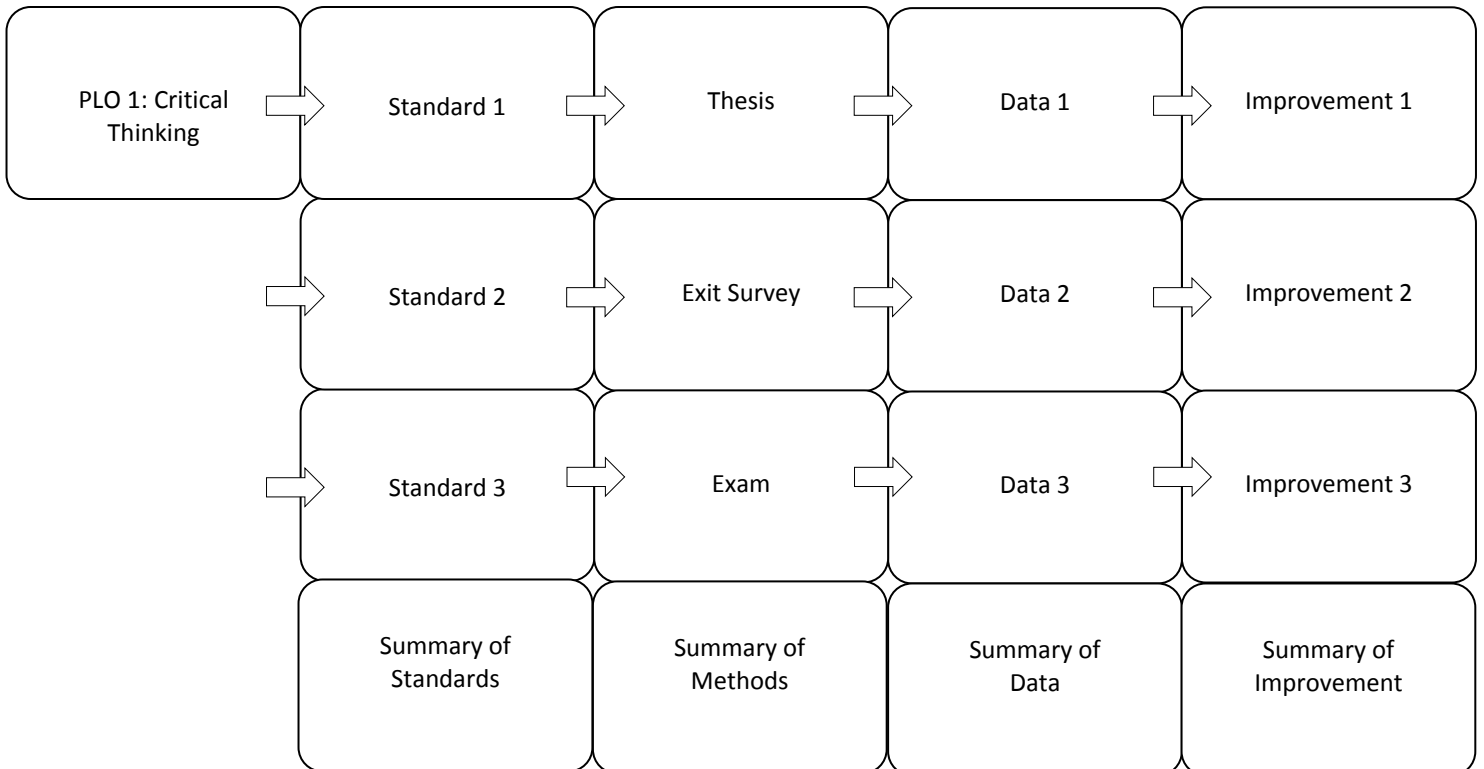 PLO 1: Critical
Thinking
Standard 1
Thesis
Data 1
Improvement 1
Standard 2
Exit Survey
Data 2
Improvement 2
Standard 3
Exam
Data 3
Improvement 3
Summary of
Standards
Summary of
Methods
Summary of
Data
Summary of
Improvement